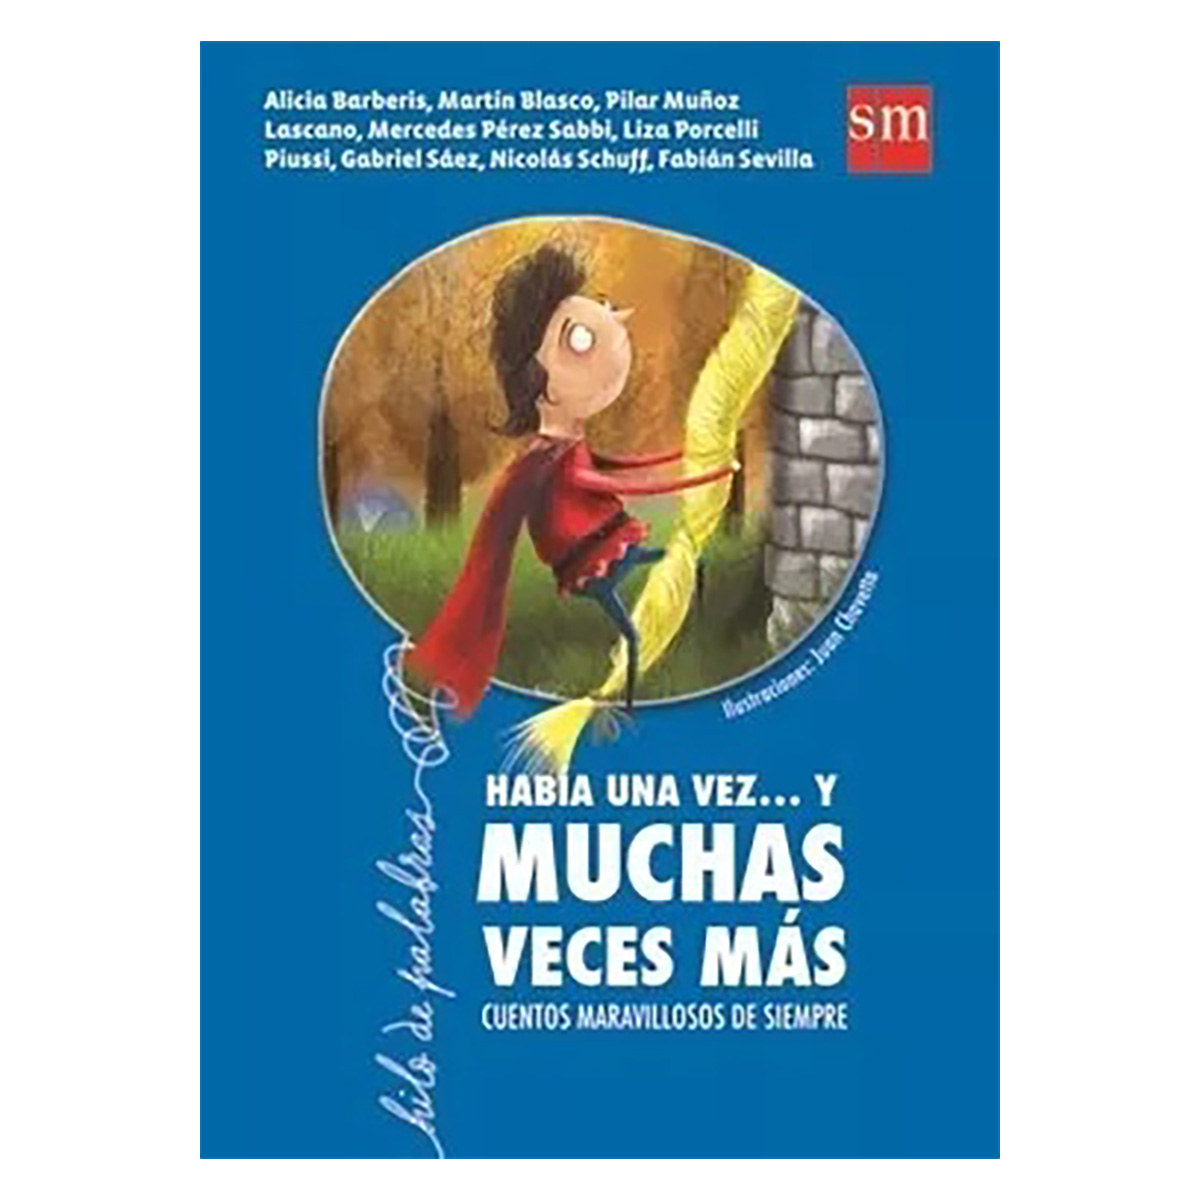 Alicia Barberis, Martín Blasco, Pilar Muñoz
Lascano, Mercedes Pérez Sabbi, Liza Porcelli
Piussi, Gabriel Sáez, Nicolás Schuff, Fabián Sevilla
sm
Ilustraciones: Juan Chavetta
HABÍA UNA VEZ... Y
MUCHAS
VECES MÁS
CUENTOS MARAVILLOSOS DE SIEMPRE
hilo de palabras